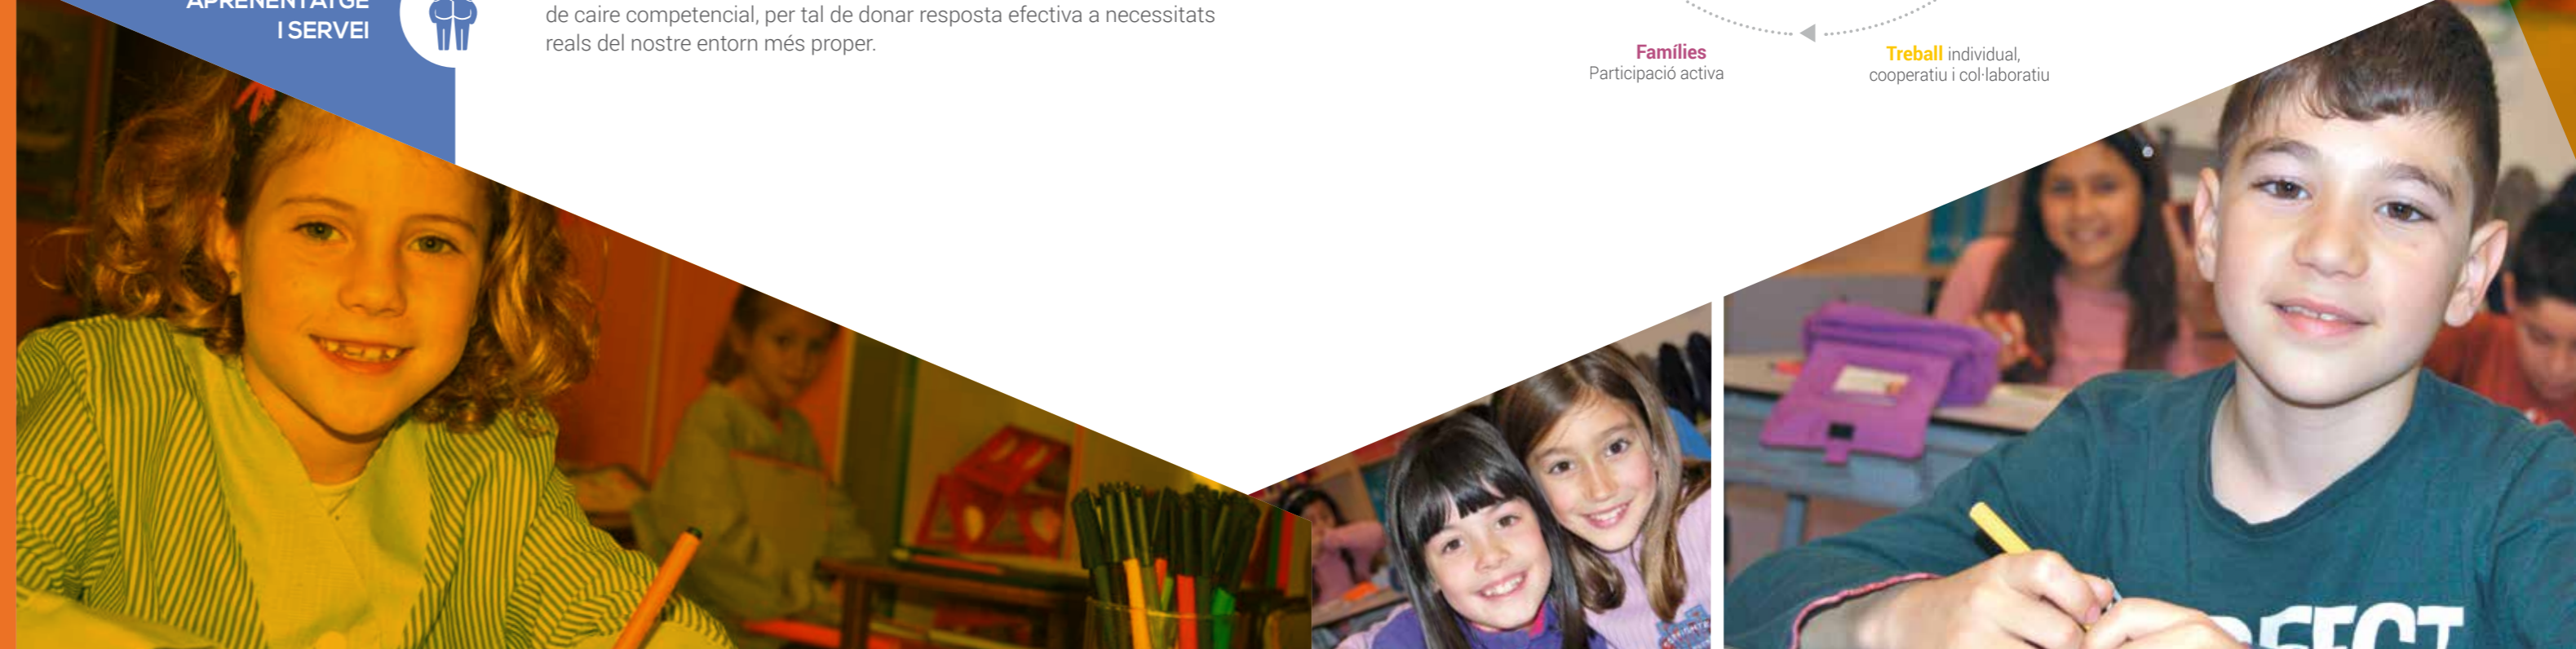 APRENENTATGE
I SERVEI
de caire competencial, per tal de donar resposta efectiva a necessitats
reals del nostre entorn més proper.
Famílies
Participació activa
Treball individual,
cooperatiu i col·laboratiu